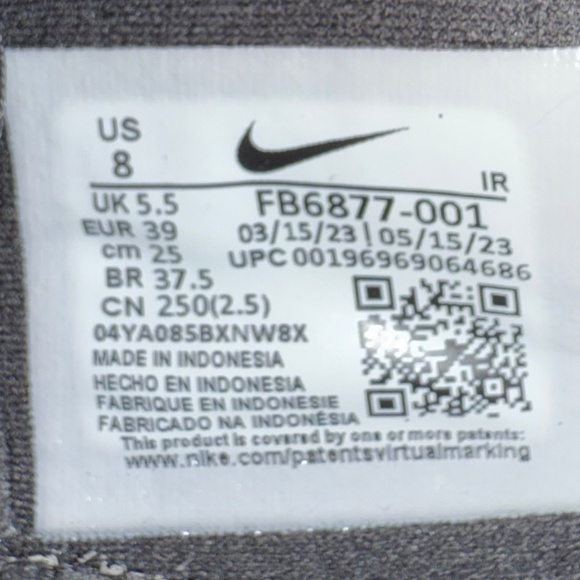 US
8
IR
UK 5.5
FB6877-001
EUR 39
03/15/23 | 05/15/23
cm 25
UPC 00196969064686
BR 37.5
CN 250(2.5)
04YA085BXNW8X
MADE IN INDONESIA
HECHO EN INDONESIA
FABRIQUE EN INDONESIE
FABRICADO NA INDONÉSIA
This product is covered by one or more patents:
www.nike.com/patentsvirtualmarking